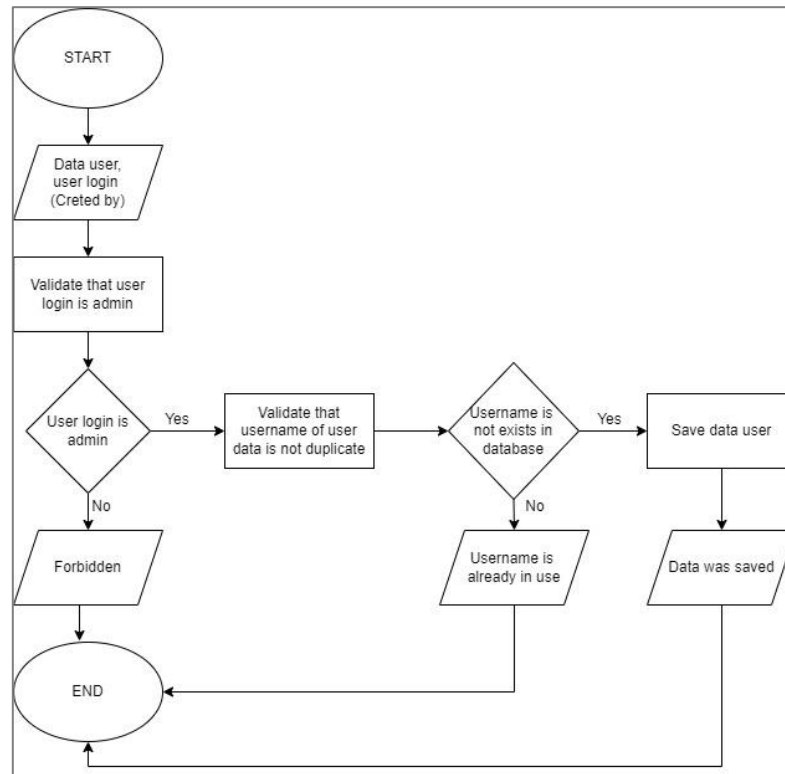 START
Data user,
user login
(Creted by)
Validate that user
login is admin
User login is
admin
Yes
Validate that
username of user
data is not duplicate
Username is
not exists in
database
Yes
Save data user
No
No
Forbidden
Username is
already in use
Data was saved
END